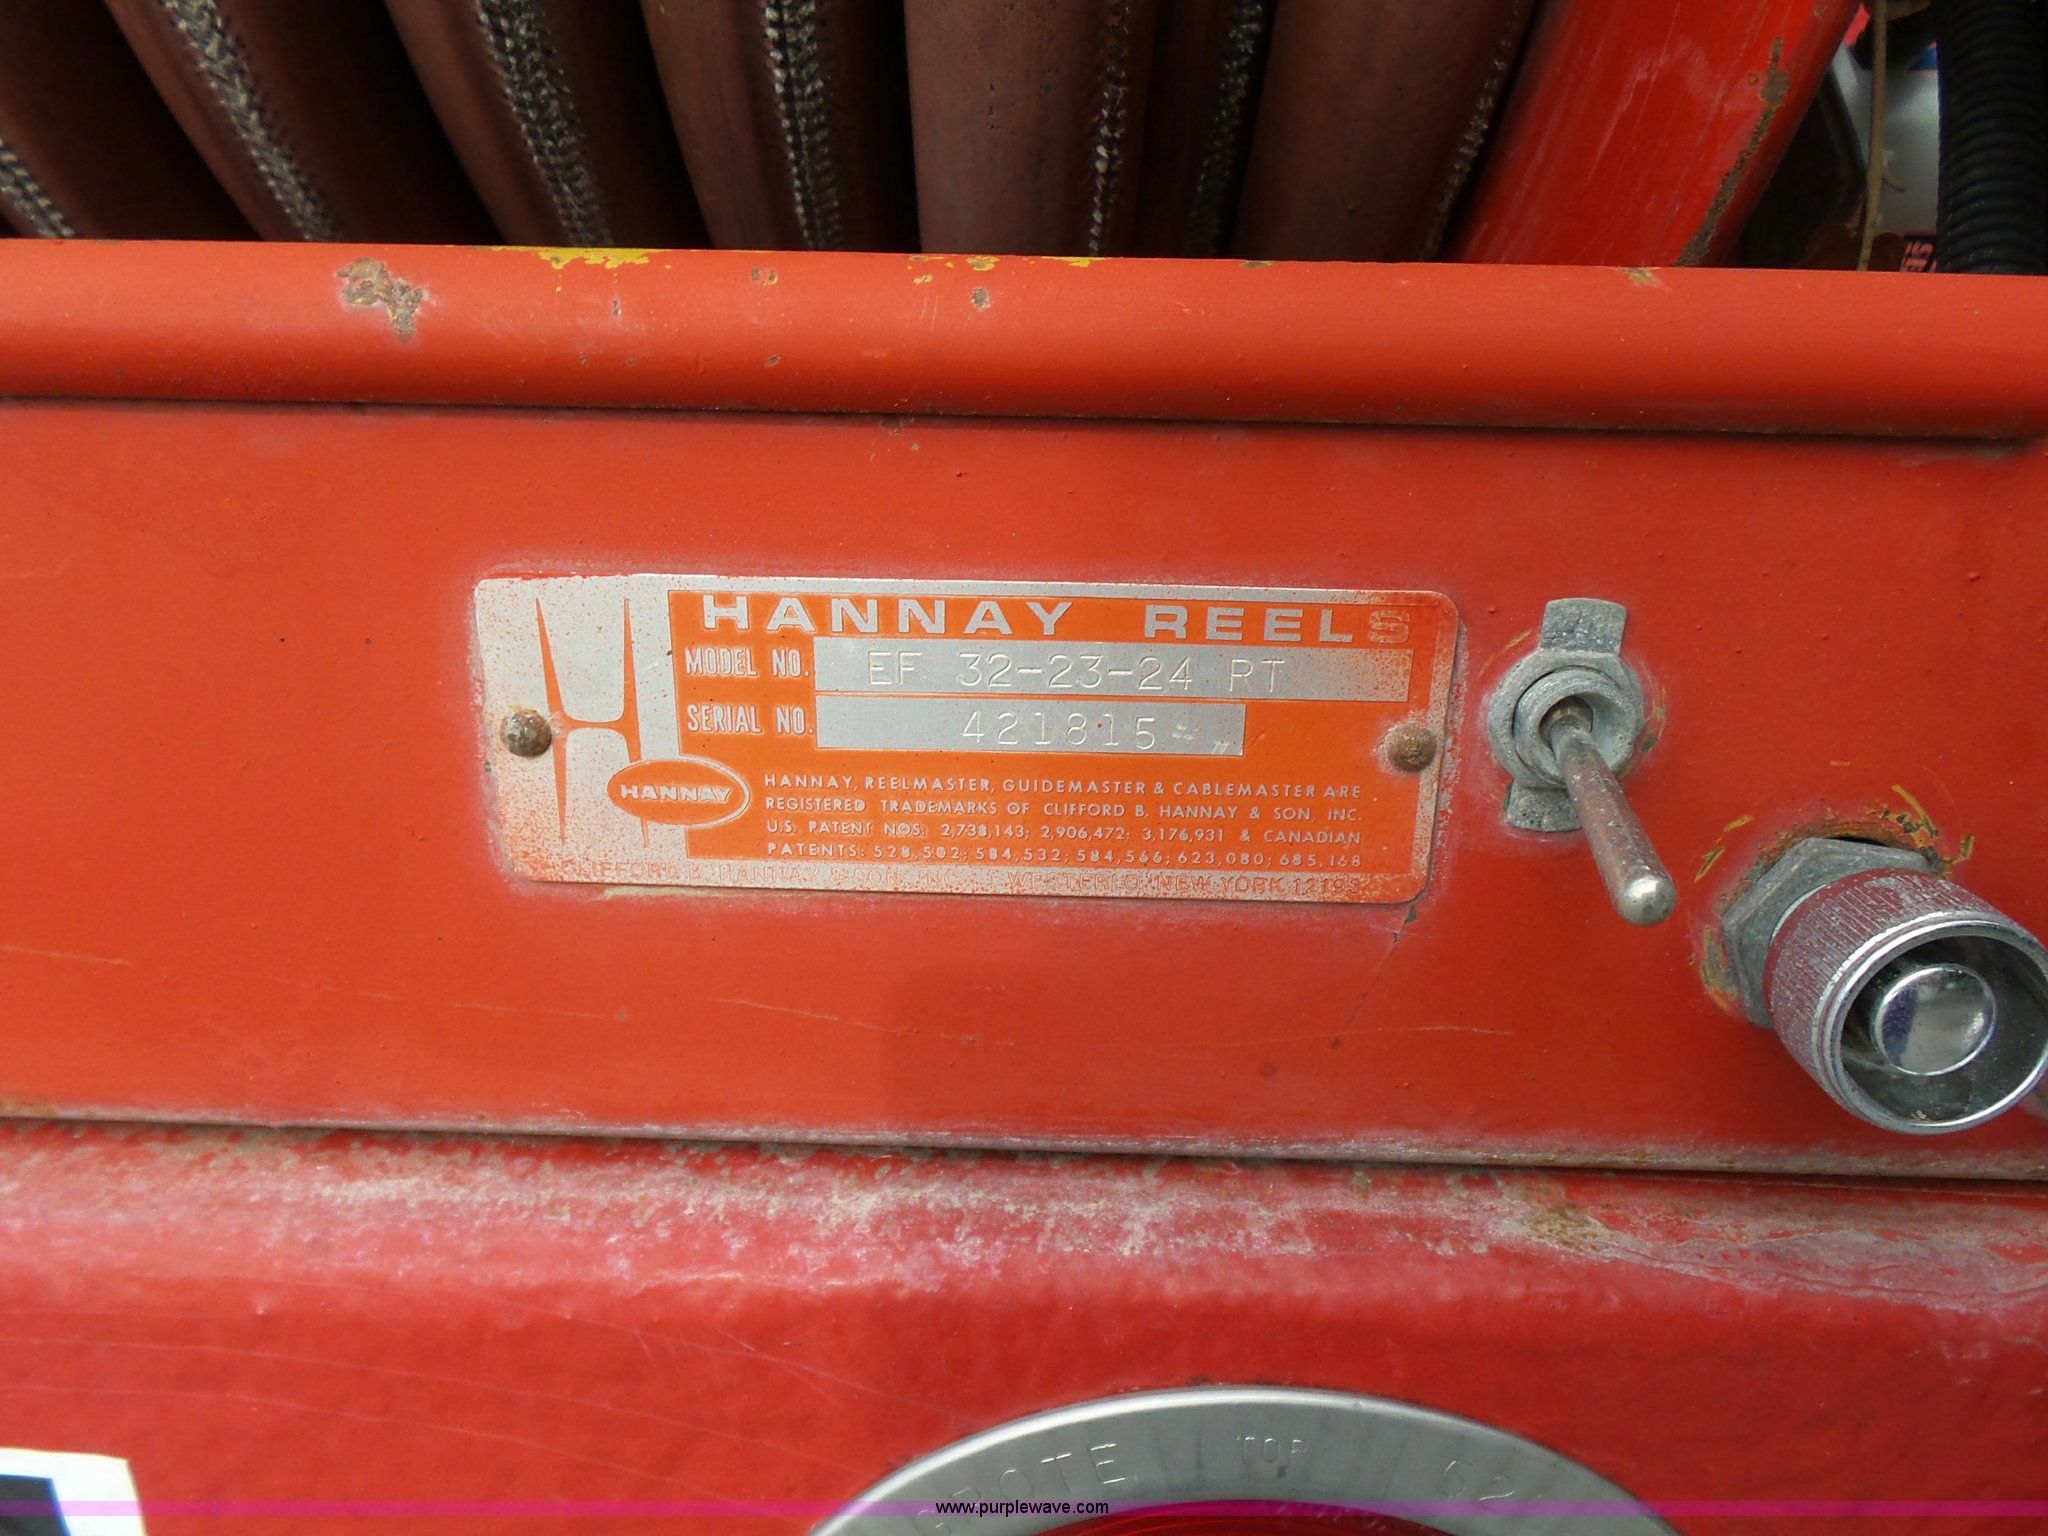 HANNAY REELS
MODEL NO. EF 32-23-24 RT
SERIAL NO. 421815
HANNAY
HANNAY, REELMASTER, GUIDEMASTER & CABLEMASTER ARE
REGISTERED TRADEMARKS OF CLIFFORD B. HANNAY & SON, INC.
U.S. PATENT NOS: 2,738,143; 2,906,472; 3,176,931 & CANADIAN
PATENTS: 528,502; 584,532; 584,566; 623,080; 685,168
CLIFFORD B. HANNAY & SON, INC. WESTERLO, NEW YORK 12193
GROTE TOP
www.purplewave.com